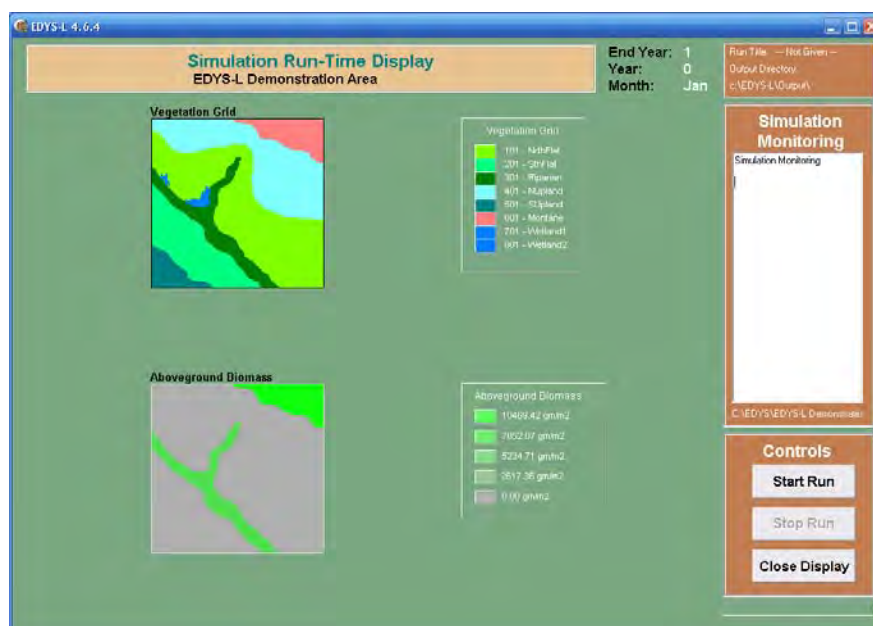 EDYS-L 4.6.4
Simulation Run-Time Display
EDYS-L Demonstration Area
End Year: 1
Year: 0
Month: Jan
Run Title: -- Not Given --
Output Directory:
c:\EDYS-L\Output\
Vegetation Grid
Vegetation Grid
101 - NrthFlat
201 - SthFlat
301 - Riparian
401 - NUpland
501 - SUpland
601 - Montane
701 - Wetland1
801 - Wetland2
Simulation
Monitoring
Simulation Monitoring
C:\EDYS\EDYS-L Demonstration
Aboveground Biomass
Aboveground Biomass
10469.42 gm/m2
7852.07 gm/m2
5234.71 gm/m2
2617.36 gm/m2
0.00 gm/m2
Controls
Start Run
Stop Run
Close Display